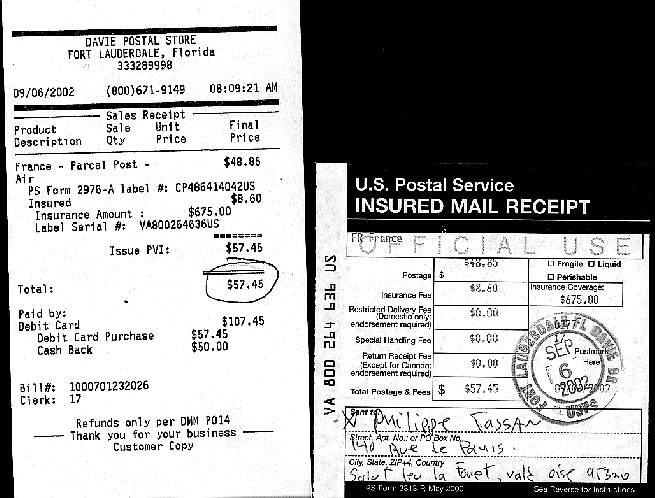 DAVIE POSTAL STORE
FORT LAUDERDALE, Florida
333289998
09/06/2002 (800)671-9149 08:09:21 AM
Sales Receipt
Product Sale Unit Final
Description Qty Price Price
France - Parcel Post - $48.85
Air
PS Form 2976-A label #: CP486414042US
Insured $8.60
Insurance Amount : $675.00
Label Serial #: VA800264636US
========
Issue PVI: $57.45
Total: $57.45
Paid by:
Debit Card $107.45
Debit Card Purchase $57.45
Cash Back $50.00
Bill#: 1000701232026
Clerk: 17
Refunds only per DMM P014
Thank you for your business
Customer Copy
U.S. Postal Service
INSURED MAIL RECEIPT
FR-France
OFFICIAL USE
VA 800 264 636 US
Postage $ $48.85
Insurance Fee $8.60
Restricted Delivery Fee
(Domestic only;
endorsement required) $0.00
Special Handling Fee $0.00
Return Receipt Fee
(Except for Cannon;
endorsement required) $0.00
Total Postage & Fees $ $57.45
☐ Fragile ☐ Liquid
☐ Perishable
Insurance Coverage:
$675.00
Postmark
Here
FORT LAUDERDALE FL DAVIE BR
SEP
6
2002
USPS
Sent to
Philippe Tassan
Street, Apt. No.; or PO Box No.
140 Rue de Paris.
City, State, ZIP+4, Country
Saint leu la Foret, val d'oise
PS Form 3813-P, May 2000 See Reverse for Instructions